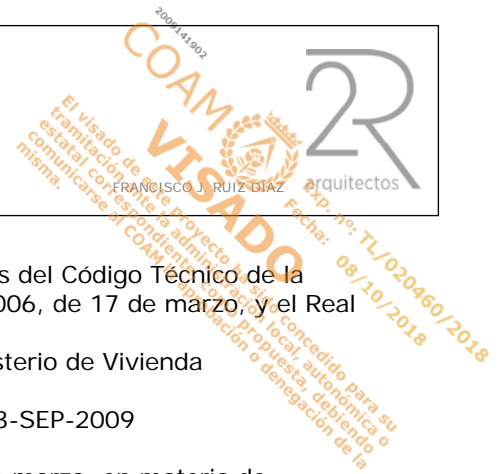 2009141902
COAM
VISADO
El visado de este proyecto ha sido concedido para su
tramitación ante la administración local, autonómica o
estatal correspondiente como propuesta, debiendo
comunicarse al COAM la aprobación o denegación de la
misma.
exp. nº: TL/020460/2018
Fecha: 08/10/2018
2R
FRANCISCO J. RUIZ DÍAZ
arquitectos
s del Código Técnico de la
006, de 17 de marzo, y el Real
sterio de Vivienda
3-SEP-2009
marzo, en materia de